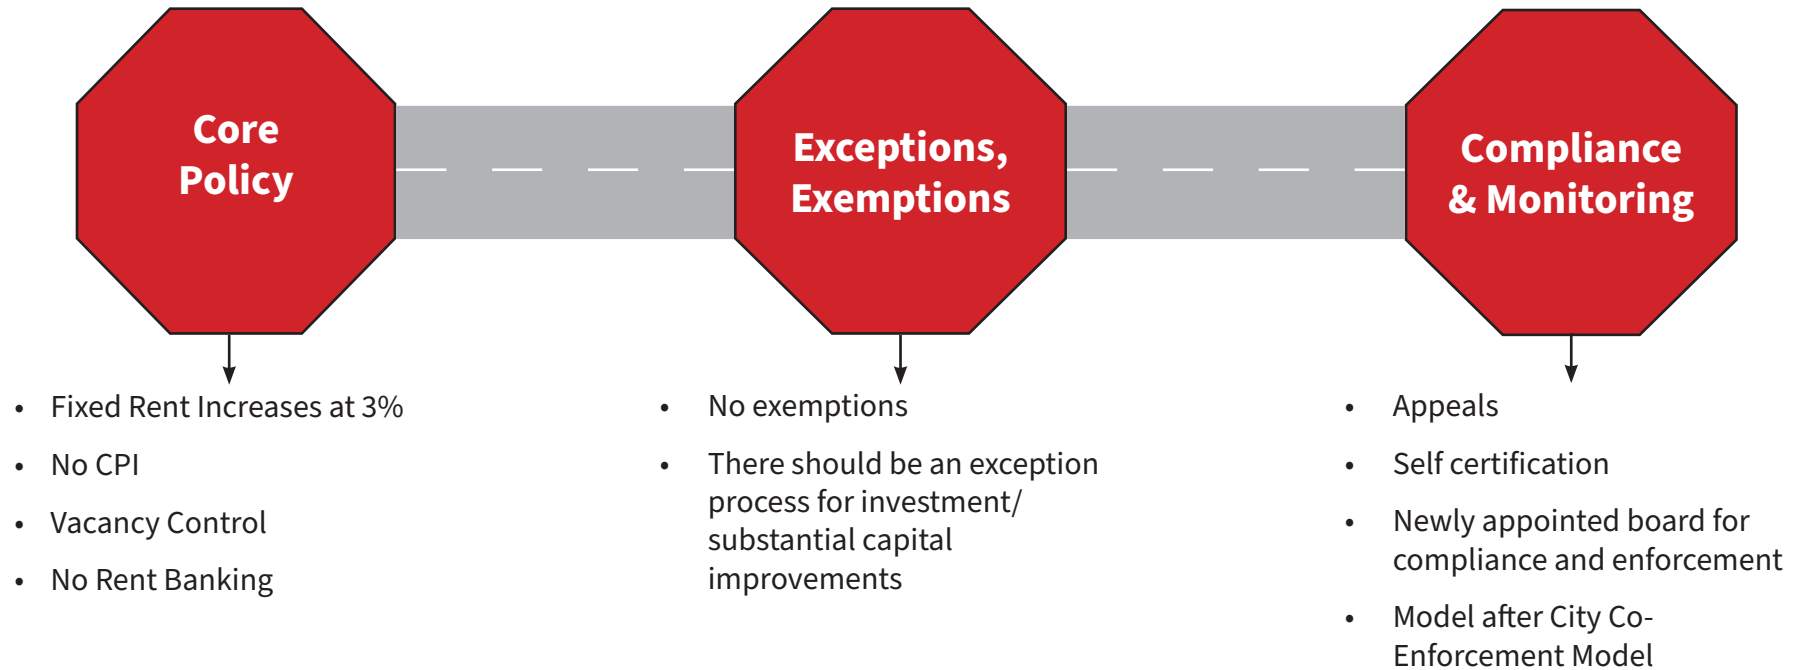 Core
Policy
• Fixed Rent Increases at 3%
• No CPI
• Vacancy Control
• No Rent Banking
Exceptions,
Exemptions
• No exemptions
• There should be an exception
process for investment/
substantial capital
improvements
Compliance
& Monitoring
• Appeals
• Self certification
• Newly appointed board for
compliance and enforcement
• Model after City Co-
Enforcement Model